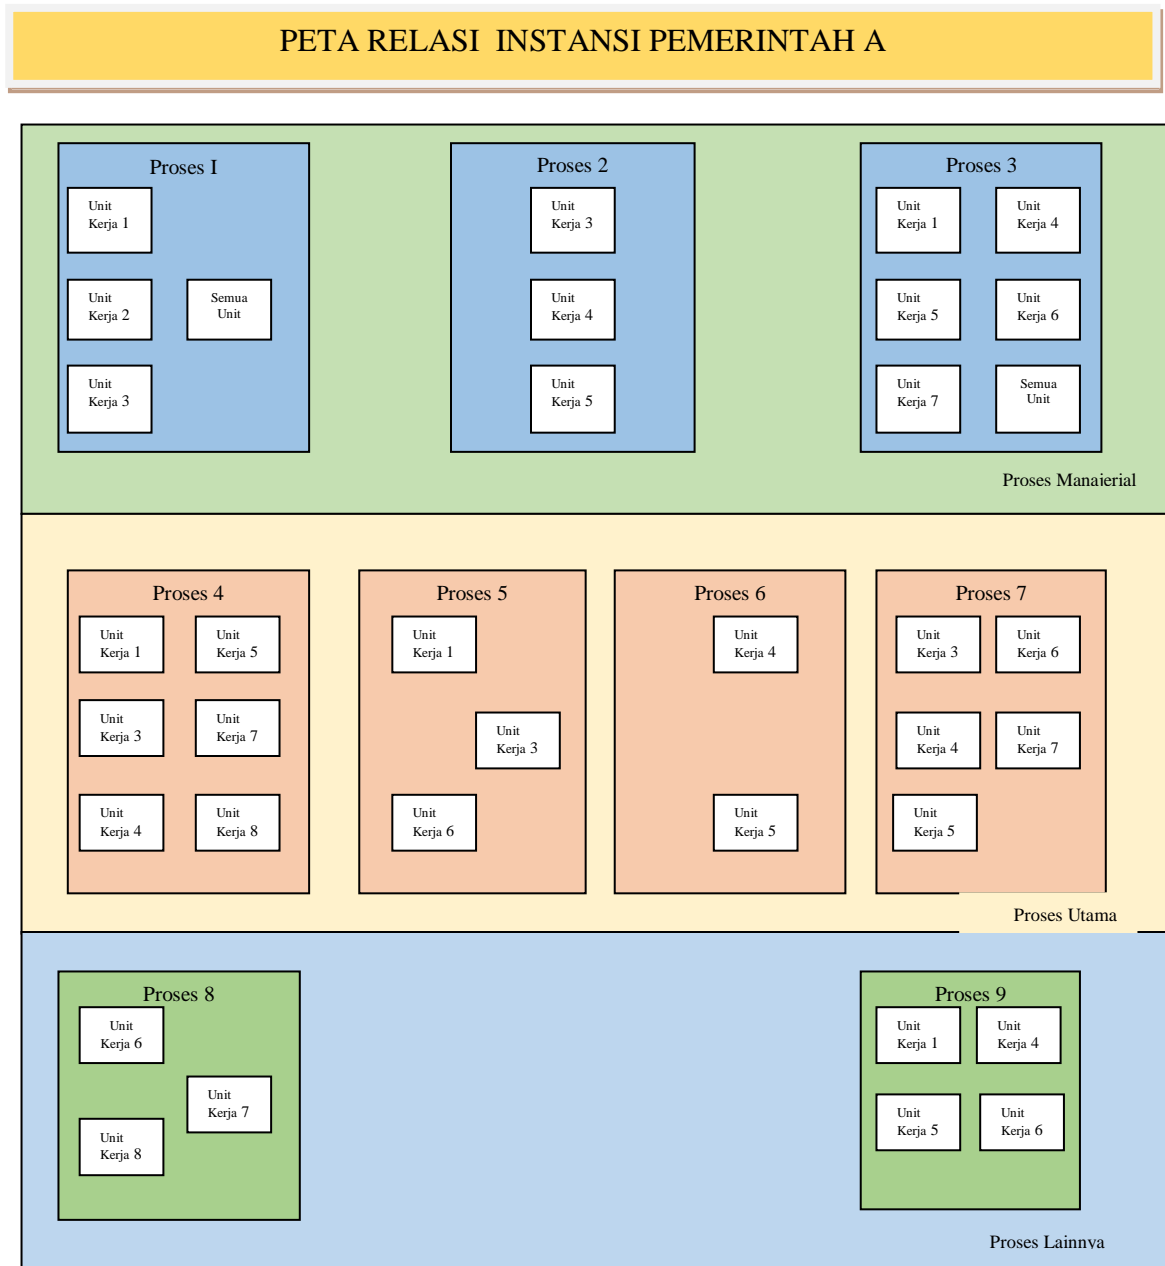 PETA RELASI  INSTANSI PEMERINTAH A
Proses I
Unit
Kerja 1
Unit
Kerja 2
Semua
Unit
Unit
Kerja 3
Proses 2
Unit
Kerja 3
Unit
Kerja 4
Unit
Kerja 5
Proses 3
Unit
Kerja 1
Unit
Kerja 4
Unit
Kerja 5
Unit
Kerja 6
Unit
Kerja 7
Semua
Unit
Proses Manajerial
Proses 4
Unit
Kerja 1
Unit
Kerja 5
Unit
Kerja 3
Unit
Kerja 7
Unit
Kerja 4
Unit
Kerja 8
Proses 5
Unit
Kerja 1
Unit
Kerja 3
Unit
Kerja 6
Proses 6
Unit
Kerja 4
Unit
Kerja 5
Proses 7
Unit
Kerja 3
Unit
Kerja 6
Unit
Kerja 4
Unit
Kerja 7
Unit
Kerja 5
Proses Utama
Proses 8
Unit
Kerja 6
Unit
Kerja 7
Unit
Kerja 8
Proses 9
Unit
Kerja 1
Unit
Kerja 4
Unit
Kerja 5
Unit
Kerja 6
Proses Lainnya